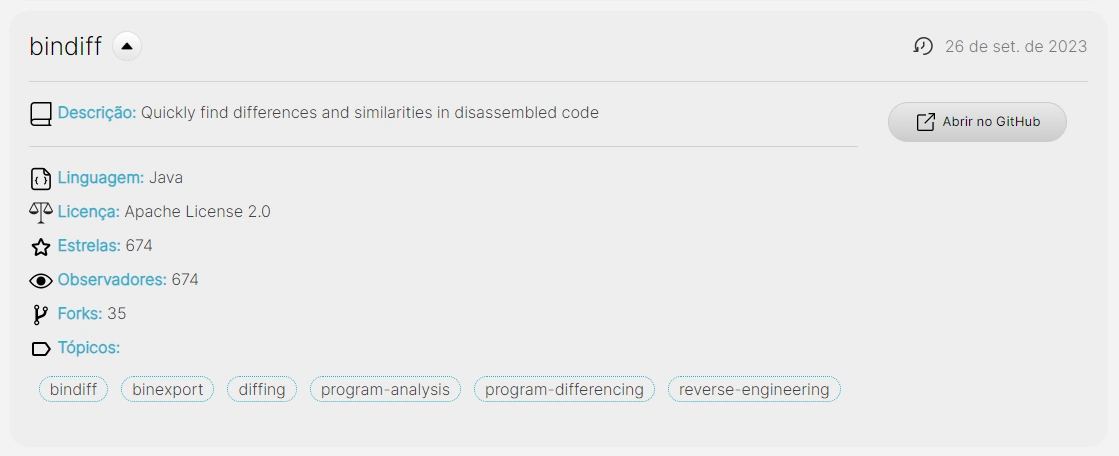 bindiff
26 de set. de 2023
Descrição: Quickly find differences and similarities in disassembled code
Abrir no GitHub
Linguagem: Java
Licença: Apache License 2.0
Estrelas: 674
Observadores: 674
Forks: 35
Tópicos:
bindiff binexport diffing program-analysis program-differencing reverse-engineering